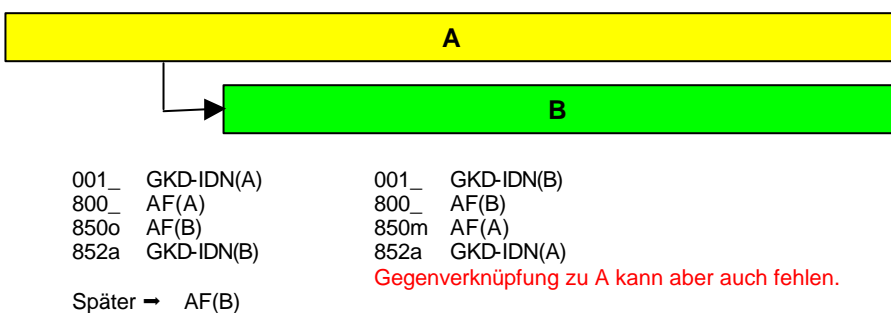 A
B
001_ GKD-IDN(A) 001_ GKD-IDN(B)
800_ AF(A) 800_ AF(B)
850o AF(B) 850m AF(A)
852a GKD-IDN(B) 852a GKD-IDN(A)
Gegenverknüpfung zu A kann aber auch fehlen.
Später ➞ AF(B)